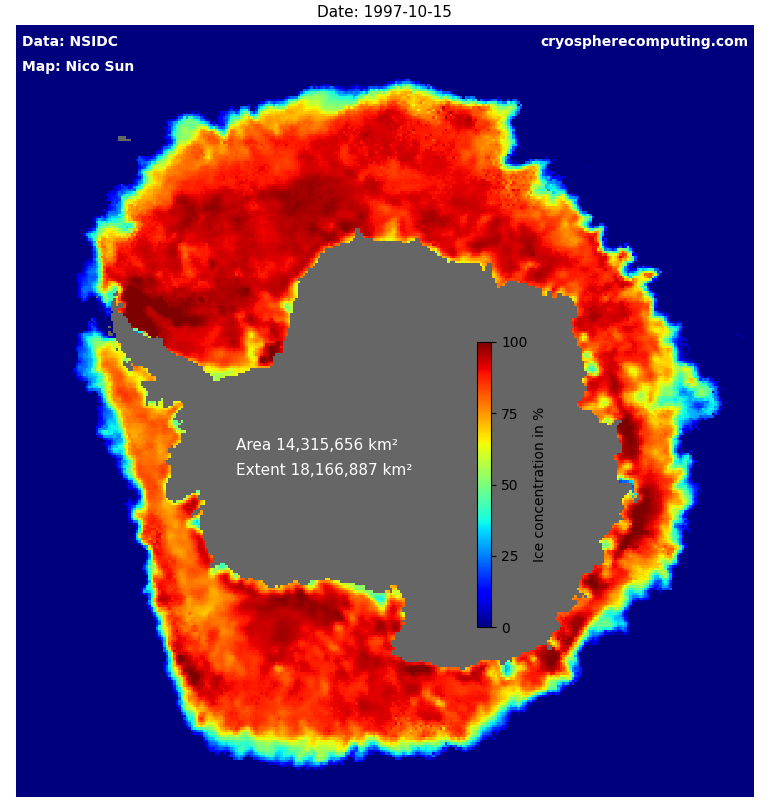 Date: 1997-10-15
Data: NSIDC
cryospherecomputing.com
Map: Nico Sun
100
75
50
25
0
Ice concentration in %
Area 14,315,656 km²
Extent 18,166,887 km²